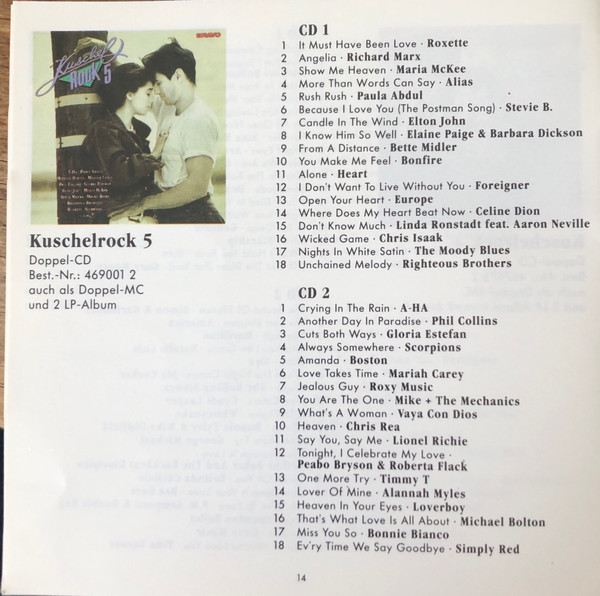 BRAVO
Kuschel
ROCK 5
Kuschelrock 5
Doppel-CD
Best.-Nr.: 469001 2
auch als Doppel-MC
und 2 LP-Album
CD 1
1 It Must Have Been Love · Roxette
2 Angelia · Richard Marx
3 Show Me Heaven · Maria McKee
4 More Than Words Can Say · Alias
5 Rush Rush · Paula Abdul
6 Because I Love You (The Postman Song) · Stevie B.
7 Candle In The Wind · Elton John
8 I Know Him So Well · Elaine Paige & Barbara Dickson
9 From A Distance · Bette Midler
10 You Make Me Feel · Bonfire
11 Alone · Heart
12 I Don't Want To Live Without You · Foreigner
13 Open Your Heart · Europe
14 Where Does My Heart Beat Now · Celine Dion
15 Don't Know Much · Linda Ronstadt feat. Aaron Neville
16 Wicked Game · Chris Isaak
17 Nights In White Satin · The Moody Blues
18 Unchained Melody · Righteous Brothers
CD 2
1 Crying In The Rain · A-HA
2 Another Day In Paradise · Phil Collins
3 Cuts Both Ways · Gloria Estefan
4 Always Somewhere · Scorpions
5 Amanda · Boston
6 Love Takes Time · Mariah Carey
7 Jealous Guy · Roxy Music
8 You Are The One · Mike + The Mechanics
9 What's A Woman · Vaya Con Dios
10 Heaven · Chris Rea
11 Say You, Say Me · Lionel Richie
12 Tonight, I Celebrate My Love ·
Peabo Bryson & Roberta Flack
13 One More Try · Timmy T
14 Lover Of Mine · Alannah Myles
15 Heaven In Your Eyes · Loverboy
16 That's What Love Is All About · Michael Bolton
17 Miss You So · Bonnie Bianco
18 Ev'ry Time We Say Goodbye · Simply Red
14